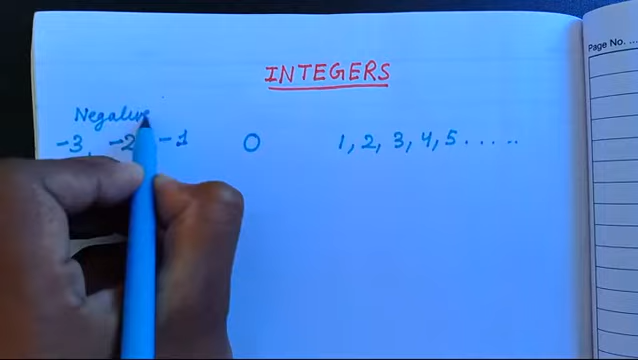 Page No. ...
INTEGERS
Negative
-3, -2 -1 0 1, 2, 3, 4, 5 ......